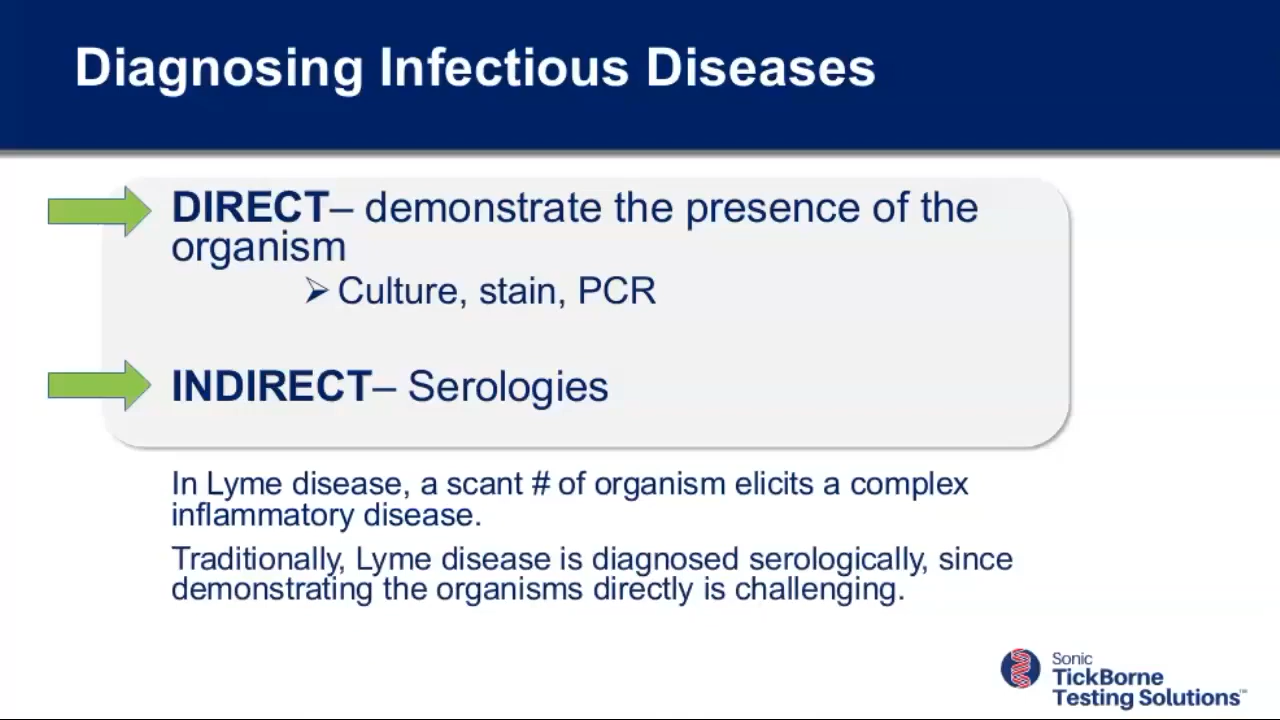 Diagnosing Infectious Diseases
DIRECT– demonstrate the presence of the
organism
➢ Culture, stain, PCR
INDIRECT– Serologies
In Lyme disease, a scant # of organism elicits a complex
inflammatory disease.
Traditionally, Lyme disease is diagnosed serologically, since
demonstrating the organisms directly is challenging.
Sonic
TickBorne
Testing Solutions™